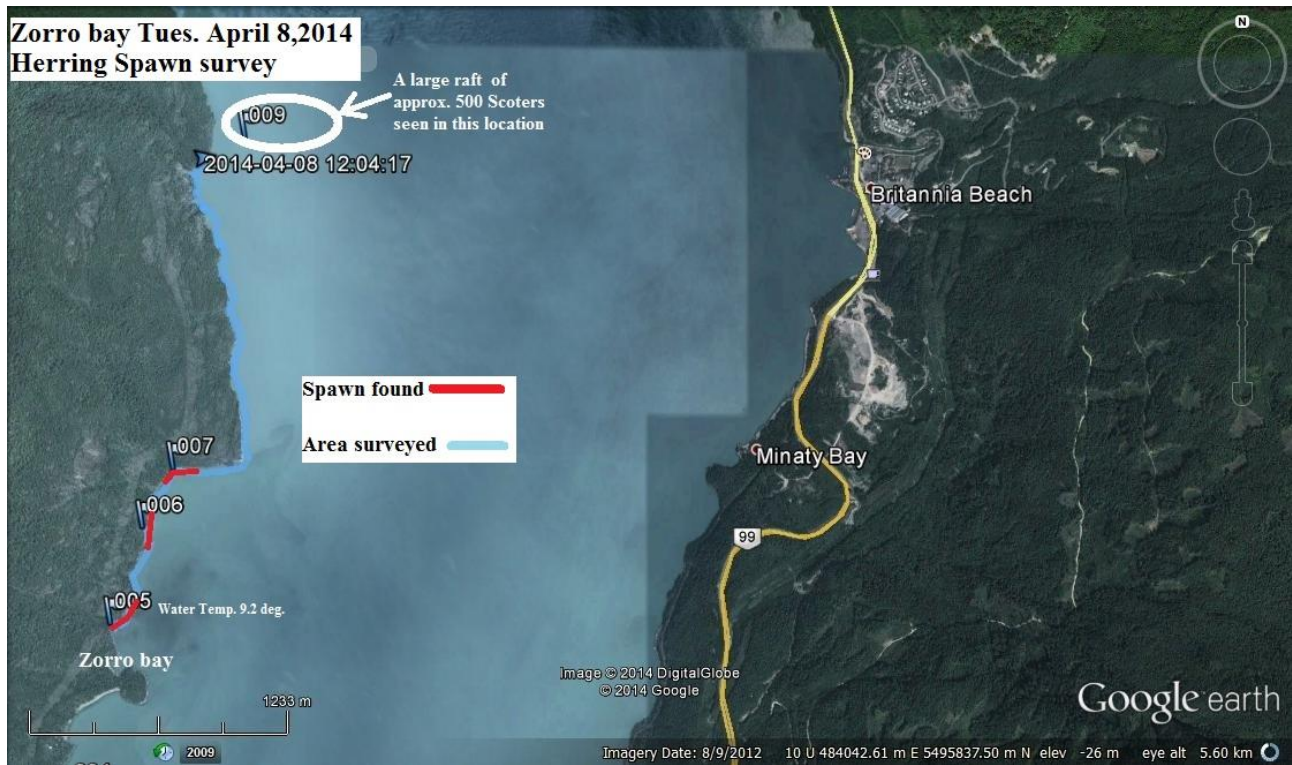 Zorro bay Tues. April 8,2014
Herring Spawn survey
N
A large raft of
approx. 500 Scoters
seen in this location
009
2014-04-08 12:04:17
Britannia Beach
Spawn found
Area surveyed
007
Minaty Bay
006
99
005
Water Temp. 9.2 deg.
Zorro bay
Image © 2014 DigitalGlobe
© 2014 Google
Google earth
1233 m
2009
Imagery Date: 8/9/2012 10 U 484042.61 m E 5495837.50 m N elev -26 m eye alt 5.60 km